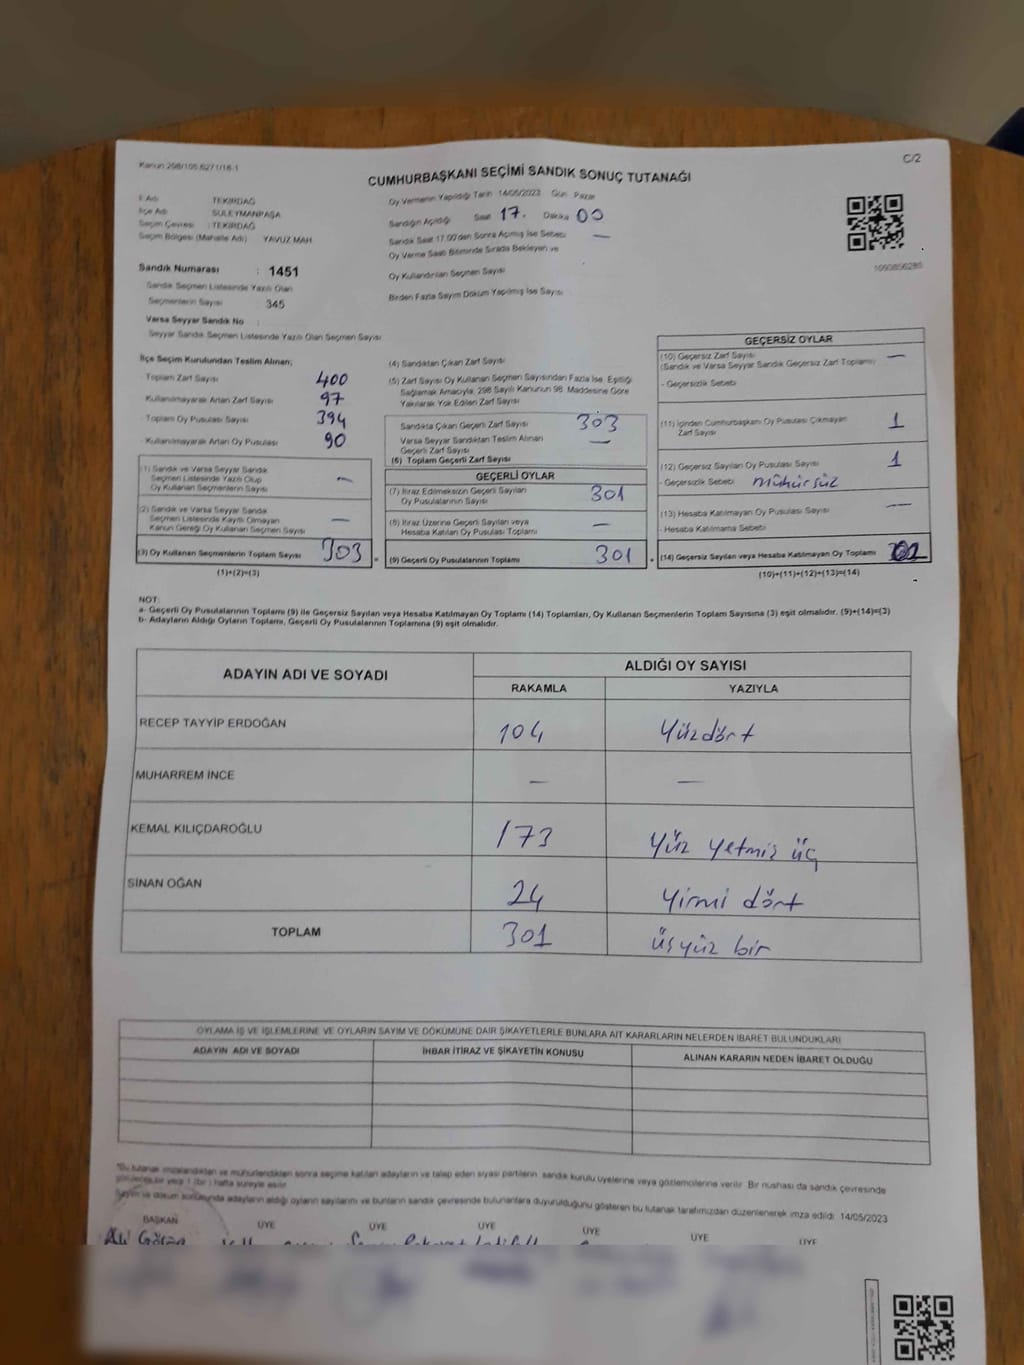 Kanun 298/105.6271/16-1
C/2
CUMHURBAŞKANI SEÇİMİ SANDIK SONUÇ TUTANAĞI
İl Adı TEKİRDAĞ
İlçe Adı SÜLEYMANPAŞA
Seçim Çevresi : TEKİRDAĞ
Seçim Bölgesi (Mahalle Adı) YAVUZ MAH
Oy Vermenin Yapıldığı Tarih 14/05/2023 Gün Pazar
Sandığın Açıldığı Saat 17. Dakika 00
Sandık Saat 17.00'den Sonra Açılmış İse Sebebi —
Oy Verme Saati Bitiminde Sırada Bekleyen ve
Oy Kullandırılan Seçmen Sayısı
Birden Fazla Sayım Döküm Yapılmış İse Sayısı
Sandık Numarası : 1451
Sandık Seçmen Listesinde Yazılı Olan
Seçmenlerin Sayısı 345
Varsa Seyyar Sandık No :
Seyyar Sandık Seçmen Listesinde Yazılı Olan Seçmen Sayısı
İlçe Seçim Kurulundan Teslim Alınan;
Toplam Zarf Sayısı 400
Kullanılmayarak Artan Zarf Sayısı 97
Toplam Oy Pusulası Sayısı 394
Kullanılmayarak Artan Oy Pusulası 90
(1) Sandık ve Varsa Seyyar Sandık
Seçmen Listesinde Yazılı Olup
Oy Kullanan Seçmenlerin Sayısı —
(2) Sandık ve Varsa Seyyar Sandık
Seçmen Listesinde Kayıtlı Olmayan
Kanun Gereği Oy Kullanan Seçmen Sayısı —
(3) Oy Kullanan Seçmenlerin Toplam Sayısı 303
(1)+(2)=(3)
(4) Sandıktan Çıkan Zarf Sayısı
(5) Zarf Sayısı Oy Kullanan Seçmen Sayısından Fazla İse, Eşitliği
Sağlamak Amacıyla, 298 Sayılı Kanunun 98. Maddesine Göre
Yakılarak Yok Edilen Zarf Sayısı
Sandıkta Çıkan Geçerli Zarf Sayısı 303
Varsa Seyyar Sandıktan Teslim Alınan
Geçerli Zarf Sayısı —
(6) Toplam Geçerli Zarf Sayısı
GEÇERLİ OYLAR
(7) İtiraz Edilmeksizin Geçerli Sayılan
Oy Pusulalarının Sayısı 301
(8) İtiraz Üzerine Geçerli Sayılan veya
Hesaba Katılan Oy Pusulası Toplamı —
(9) Geçerli Oy Pusulalarının Toplamı 301
GEÇERSİZ OYLAR
(10) Geçersiz Zarf Sayısı
(Sandık ve Varsa Seyyar Sandık Geçersiz Zarf Toplamı) —
- Geçersizlik Sebebi
(11) İçinden Cumhurbaşkanı Oy Pusulası Çıkmayan
Zarf Sayısı 1
(12) Geçersiz Sayılan Oy Pusulası Sayısı 1
- Geçersizlik Sebebi mühürsüz
(13) Hesaba Katılmayan Oy Pusulası Sayısı —
- Hesaba Katılmama Sebebi
(14) Geçersiz Sayılan veya Hesaba Katılmayan Oy Toplamı
(10)+(11)+(12)+(13)=(14)
NOT:
a- Geçerli Oy Pusulalarının Toplamı (9) ile Geçersiz Sayılan veya Hesaba Katılmayan Oy Toplamı (14) Toplamları, Oy Kullanan Seçmenlerin Toplam Sayısına (3) eşit olmalıdır. (9)+(14)=(3)
b- Adayların Aldığı Oyların Toplamı, Geçerli Oy Pusulalarının Toplamına (9) eşit olmalıdır.
ADAYIN ADI VE SOYADI ALDIĞI OY SAYISI
RAKAMLA YAZIYLA
RECEP TAYYİP ERDOĞAN 104 Yüzdört
MUHARREM İNCE — —
KEMAL KILIÇDAROĞLU 173 Yüz yetmiş üç
SİNAN OĞAN 24 Yirmi dört
TOPLAM 301 üçyüz bir
OYLAMA İŞ VE İŞLEMLERİNE VE OYLARIN SAYIM VE DÖKÜMÜNE DAİR ŞİKAYETLERLE BUNLARA AİT KARARLARIN NELERDEN İBARET BULUNDUKLARI
ADAYIN ADI VE SOYADI İHBAR İTİRAZ VE ŞİKAYETİN KONUSU ALINAN KARARIN NEDEN İBARET OLDUĞU
"Bu tutanak imzalandıktan ve mühürlendikten sonra seçime katılan adayların ve talep eden siyasi partilerin sandık kurulu üyelerine veya gözlemcilerine verilir. Bir nüshası da sandık çevresinde
görülecek bir yere 1 (bir) hafta süreyle asılır.
Sayım ve döküm sonucunda adayların aldığı oyların sayılarını ve bunların sandık çevresinde bulunanlara duyurulduğunu gösteren bu tutanak tarafımızdan düzenlenerek imza edildi. 14/05/2023
BAŞKAN ÜYE ÜYE ÜYE ÜYE ÜYE ÜYE